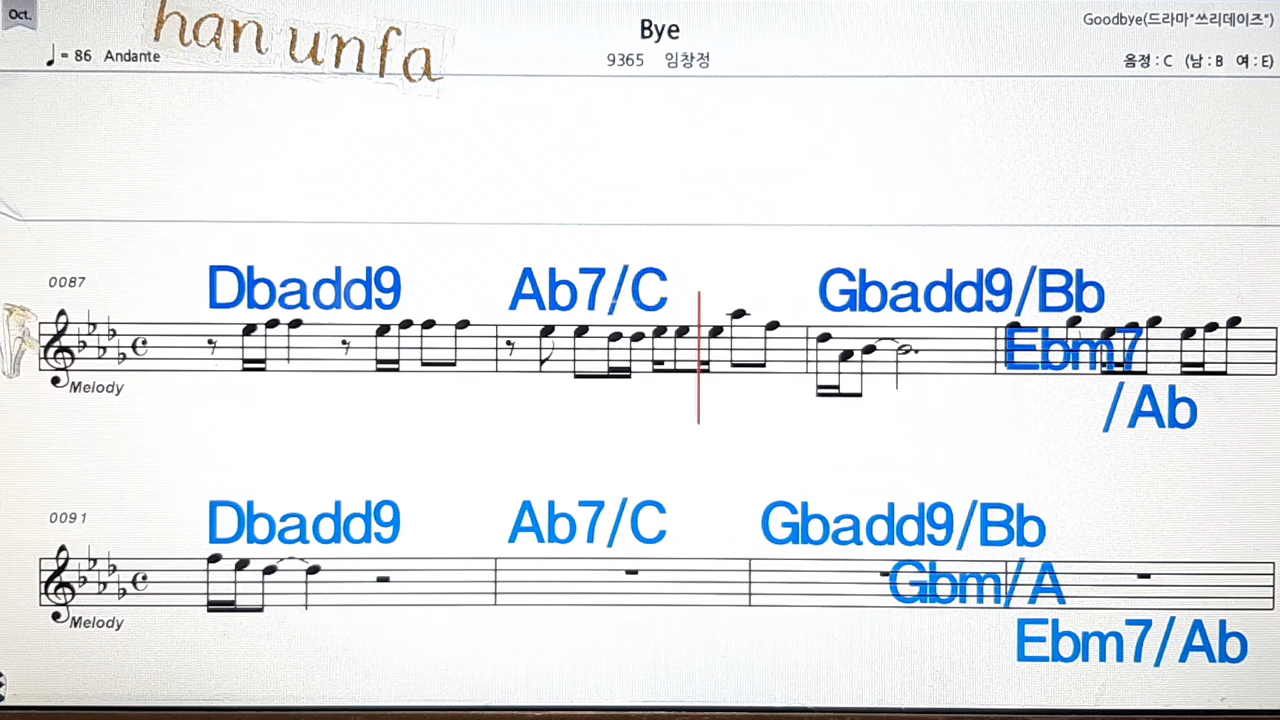 Oct.
han unfa
Bye
Goodbye(드라마"쓰리데이즈")
♩= 86 Andante
9365 임창정
음정 : C (남 : B 여 : E)
0087
Dbadd9 Ab7/C Gbadd9/Bb
Ebm7
/Ab
Melody
0091
Dbadd9 Ab7/C Gbadd9/Bb
Gbm/A
Melody
Ebm7/Ab